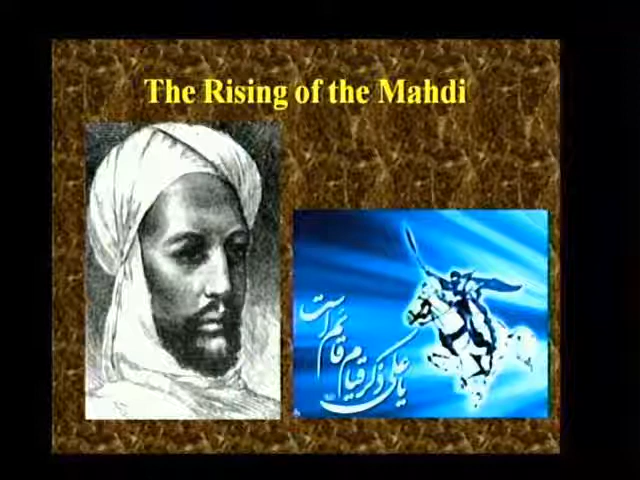 The Rising of the Mahdi
یا علی ذکر قیام قائم است